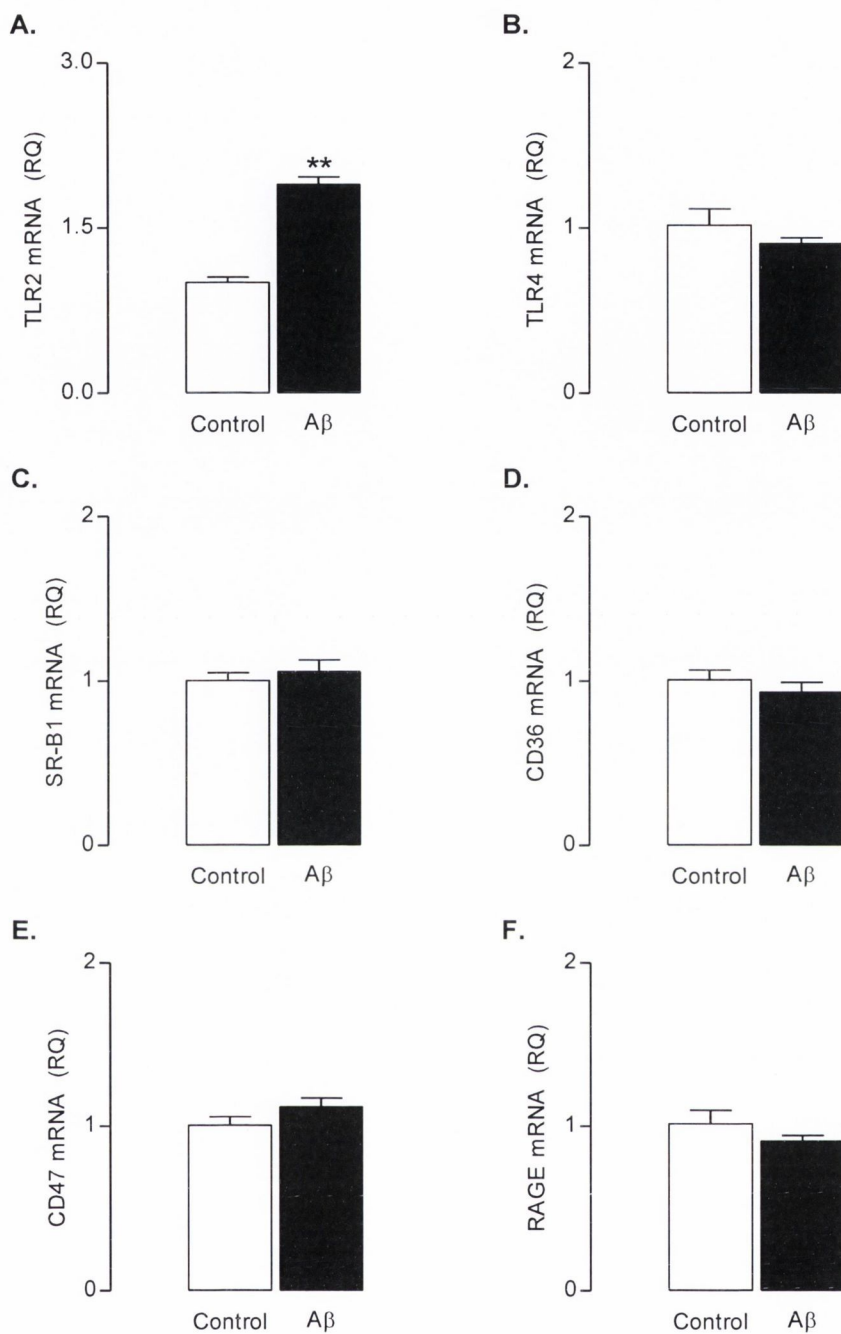 A.
3.0
1.5
0.0
TLR2 mRNA (RQ)
**
Control Aβ
B.
2
1
0
TLR4 mRNA (RQ)
Control Aβ
C.
2
1
0
SR-B1 mRNA (RQ)
Control Aβ
D.
2
1
0
CD36 mRNA (RQ)
Control Aβ
E.
2
1
0
CD47 mRNA (RQ)
Control Aβ
F.
2
1
0
RAGE mRNA (RQ)
Control Aβ